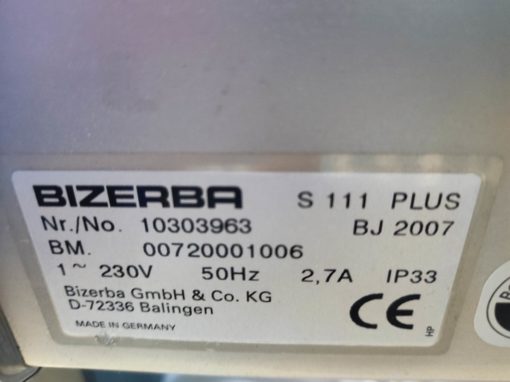 BIZERBA S 111 PLUS
Nr./No. 10303963 BJ 2007
BM. 00720001006
1~ 230V 50Hz 2,7A IP33
Bizerba GmbH & Co. KG
D-72336 Balingen
CE
MADE IN GERMANY
HP